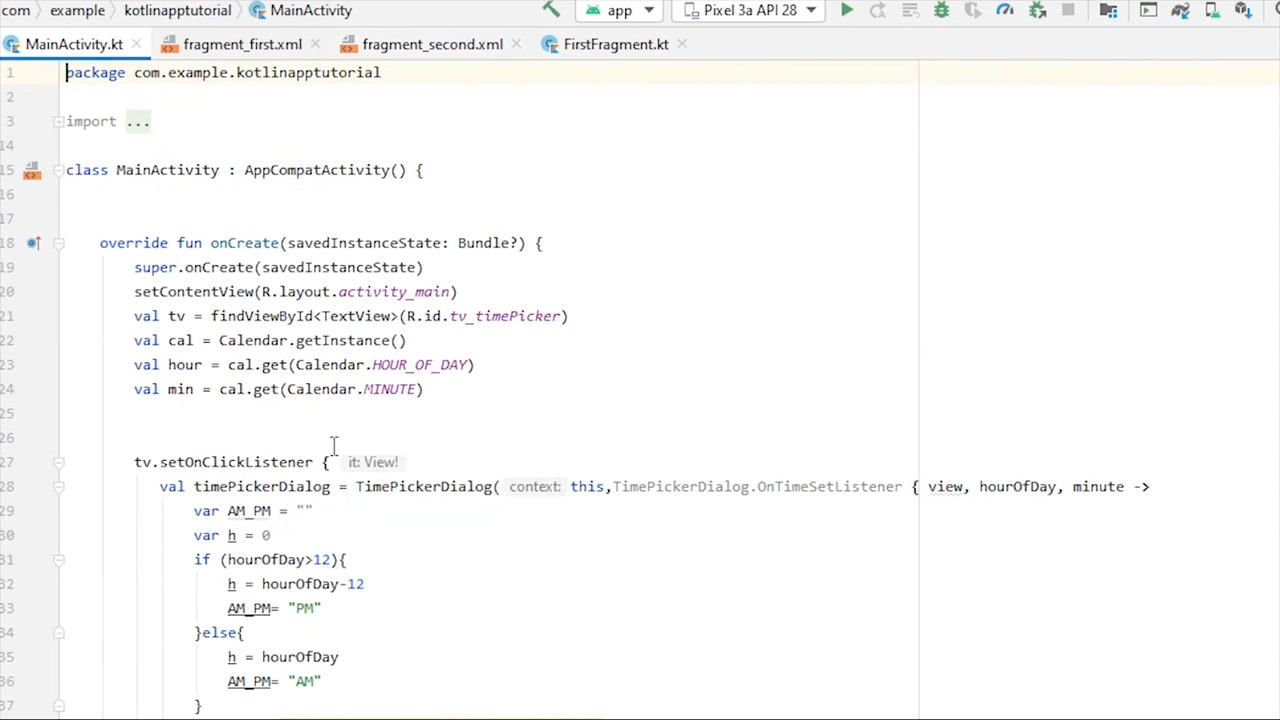 com example kotlinapptutorial MainActivity app Pixel 3a API 28
MainActivity.kt fragment_first.xml fragment_second.xml FirstFragment.kt
1 package com.example.kotlinapptutorial
2
3 import ...
14
15 class MainActivity : AppCompatActivity() {
16
17
18 override fun onCreate(savedInstanceState: Bundle?) {
19 super.onCreate(savedInstanceState)
20 setContentView(R.layout.activity_main)
21 val tv = findViewById<TextView>(R.id.tv_timePicker)
22 val cal = Calendar.getInstance()
23 val hour = cal.get(Calendar.HOUR_OF_DAY)
24 val min = cal.get(Calendar.MINUTE)
25
26
27 tv.setOnClickListener { it: View!
28 val timePickerDialog = TimePickerDialog( context: this,TimePickerDialog.OnTimeSetListener { view, hourOfDay, minute ->
29 var AM_PM = ""
30 var h = 0
31 if (hourOfDay>12){
32 h = hourOfDay-12
33 AM_PM= "PM"
34 }else{
35 h = hourOfDay
36 AM_PM= "AM"
37 }